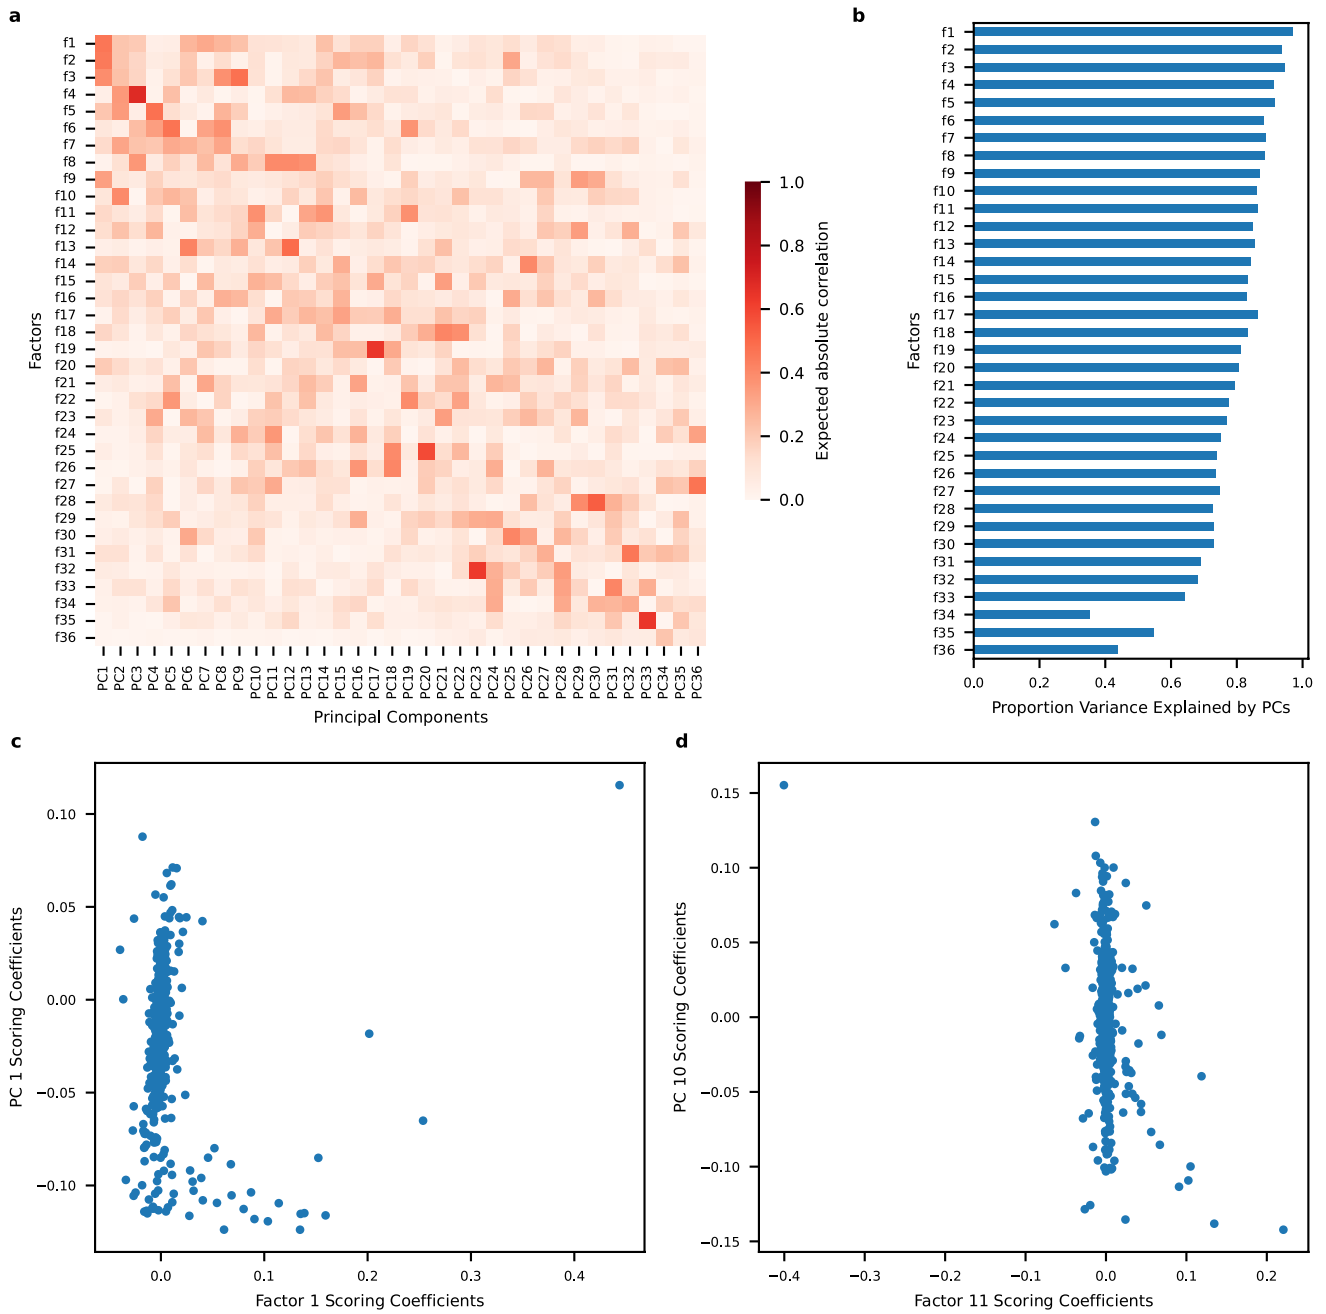 a
f1
f2
f3
f4
f5
f6
f7
f8
f9
f10
f11
f12
f13
f14
f15
f16
f17
f18
f19
f20
f21
f22
f23
f24
f25
f26
f27
f28
f29
f30
f31
f32
f33
f34
f35
f36
Factors
PC1
PC2
PC3
PC4
PC5
PC6
PC7
PC8
PC9
PC10
PC11
PC12
PC13
PC14
PC15
PC16
PC17
PC18
PC19
PC20
PC21
PC22
PC23
PC24
PC25
PC26
PC27
PC28
PC29
PC30
PC31
PC32
PC33
PC34
PC35
PC36
Principal Components
1.0
0.8
0.6
0.4
0.2
0.0
Expected absolute correlation
b
f1
f2
f3
f4
f5
f6
f7
f8
f9
f10
f11
f12
f13
f14
f15
f16
f17
f18
f19
f20
f21
f22
f23
f24
f25
f26
f27
f28
f29
f30
f31
f32
f33
f34
f35
f36
Factors
0.0 0.2 0.4 0.6 0.8 1.0
Proportion Variance Explained by PCs
c
0.10
0.05
0.00
−0.05
−0.10
PC 1 Scoring Coefficients
0.0 0.1 0.2 0.3 0.4
Factor 1 Scoring Coefficients
d
0.15
0.10
0.05
0.00
−0.05
−0.10
−0.15
PC 10 Scoring Coefficients
−0.4 −0.3 −0.2 −0.1 0.0 0.1 0.2
Factor 11 Scoring Coefficients